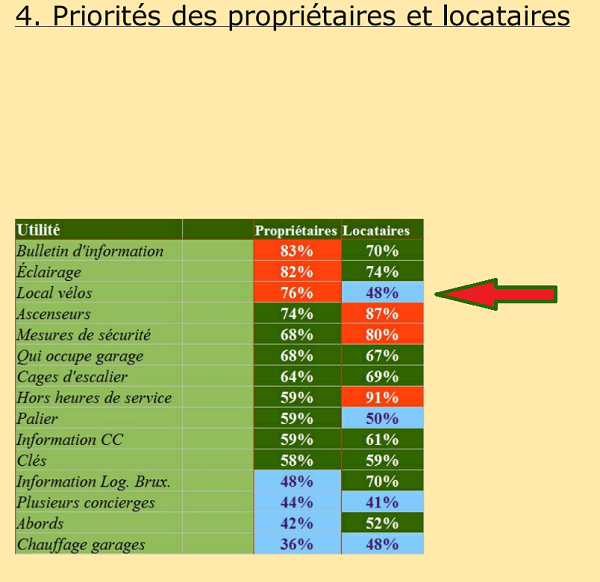 4. Priorités des propriétaires et locataires
Utilité Propriétaires Locataires
Bulletin d'information 83% 70%
Éclairage 82% 74%
Local vélos 76% 48%
Ascenseurs 74% 87%
Mesures de sécurité 68% 80%
Qui occupe garage 68% 67%
Cages d'escalier 64% 69%
Hors heures de service 59% 91%
Palier 59% 50%
Information CC 59% 61%
Clés 58% 59%
Information Log. Brux. 48% 70%
Plusieurs concierges 44% 41%
Abords 42% 52%
Chauffage garages 36% 48%